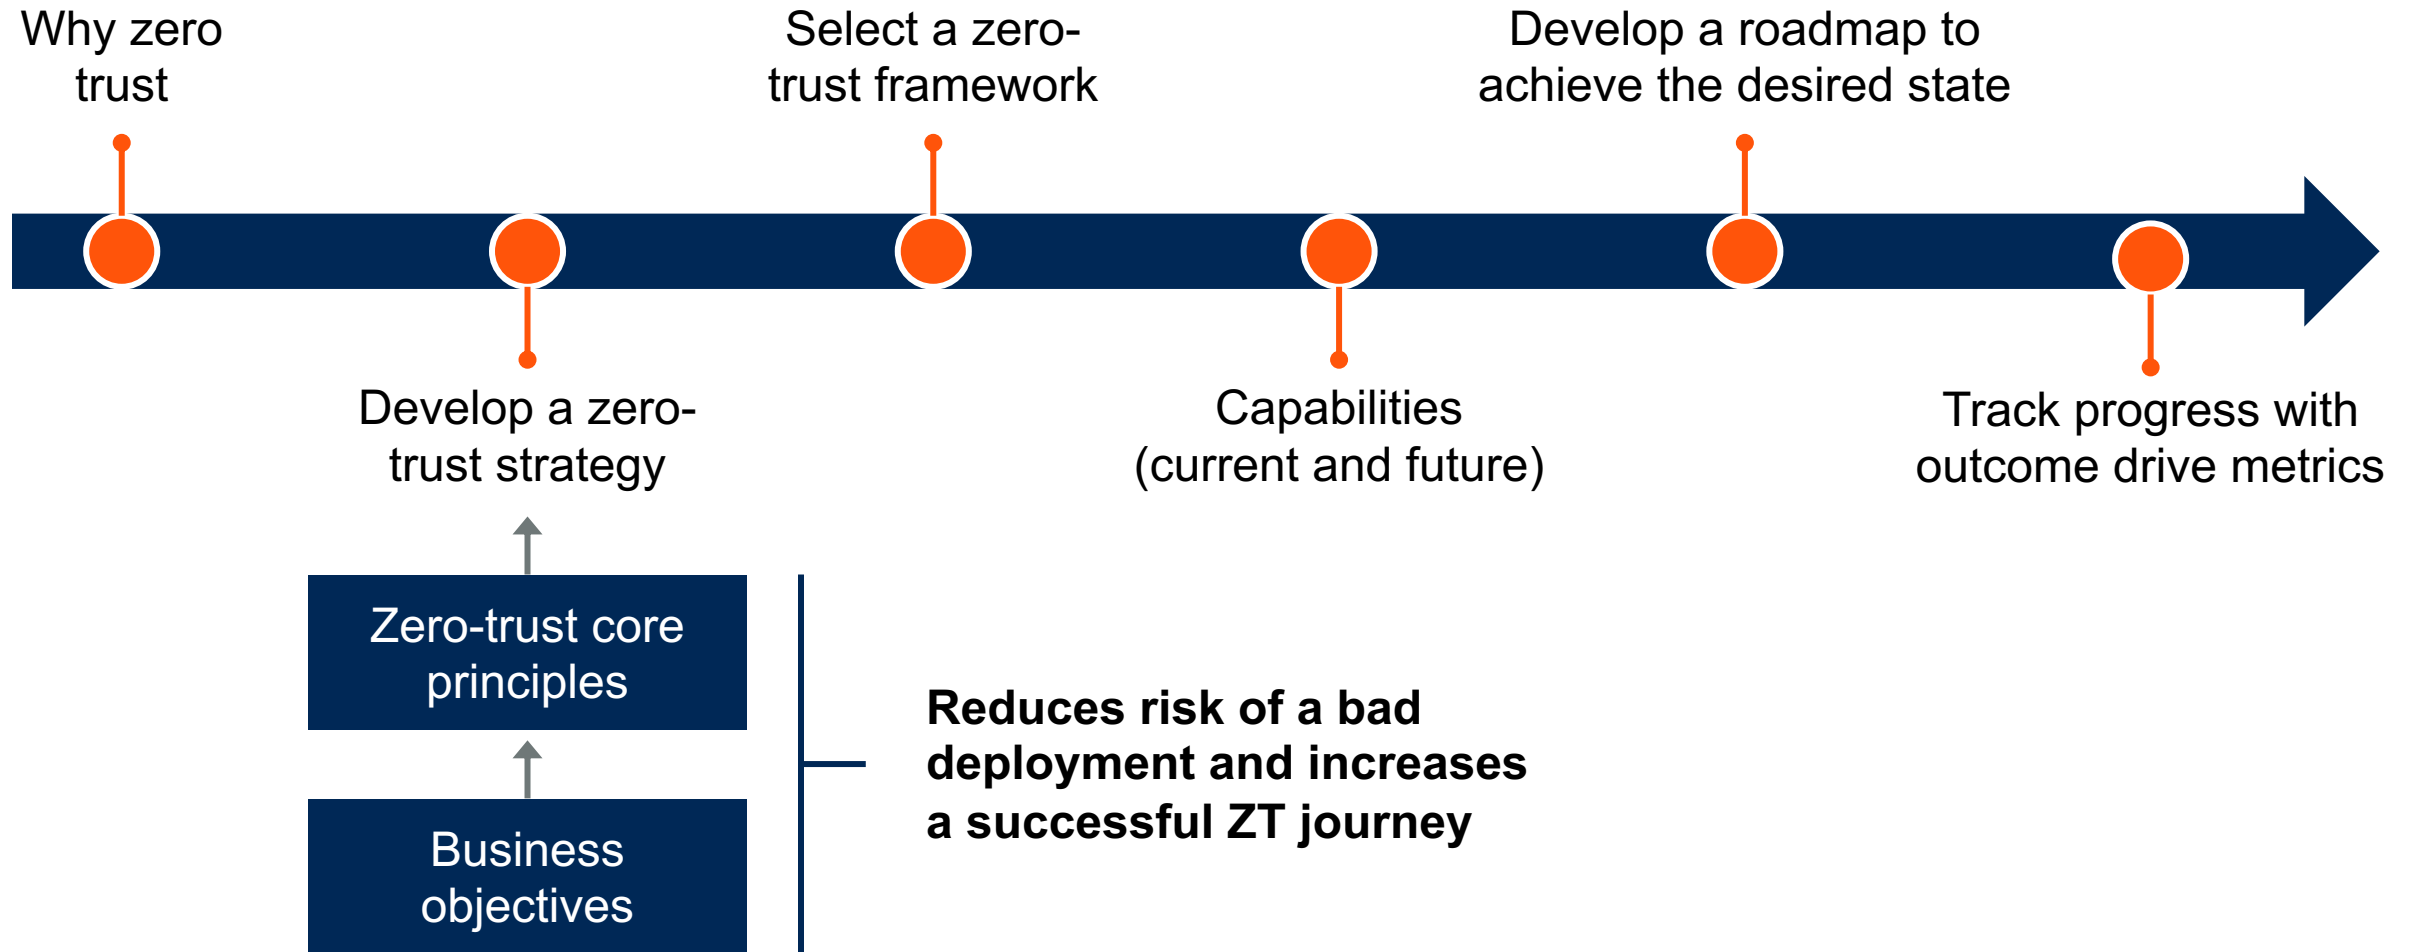 Why zero
trust
Select a zero-
trust framework
Develop a roadmap to
achieve the desired state
Develop a zero-
trust strategy
Capabilities
(current and future)
Track progress with
outcome drive metrics
Zero-trust core
principles
Business
objectives
Reduces risk of a bad
deployment and increases
a successful ZT journey